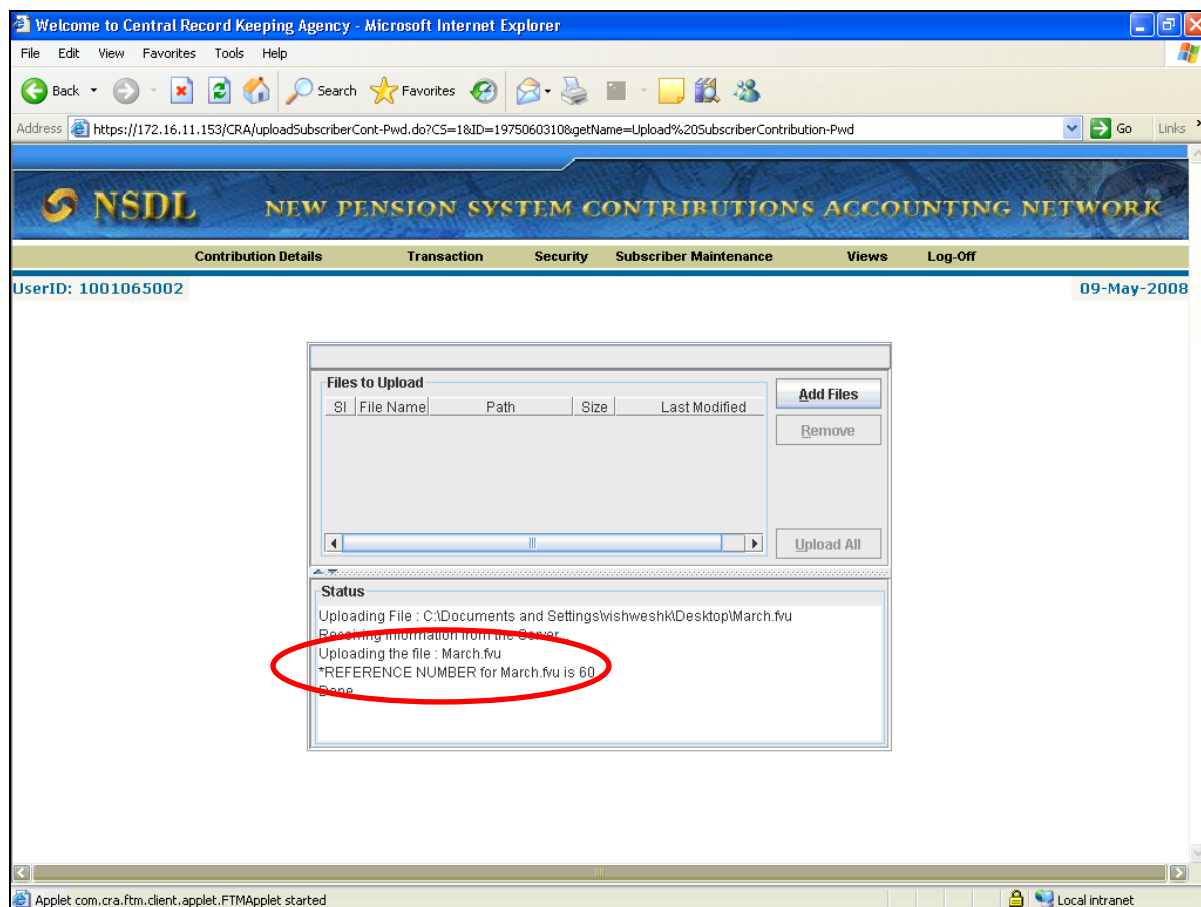 Welcome to Central Record Keeping Agency - Microsoft Internet Explorer
File Edit View Favorites Tools Help
Back Search Favorites
Address https://172.16.11.153/CRA/uploadSubscriberCont-Pwd.do?CS=1&ID=1975060310&getName=Upload%20SubscriberContribution-Pwd Go Links
NSDL NEW PENSION SYSTEM CONTRIBUTIONS ACCOUNTING NETWORK
Contribution Details Transaction Security Subscriber Maintenance Views Log-Off
UserID: 1001065002 09-May-2008
Files to Upload
Add Files
Sl File Name Path Size Last Modified
Remove
Upload All
Status
Uploading File : C:\Documents and Settings\vishweshk\Desktop\March.fvu
Receiving Information from the Server...
Uploading the file : March.fvu
*REFERENCE NUMBER for March.fvu is 60
Done
Applet com.cra.ftm.client.applet.FTMApplet started Local intranet